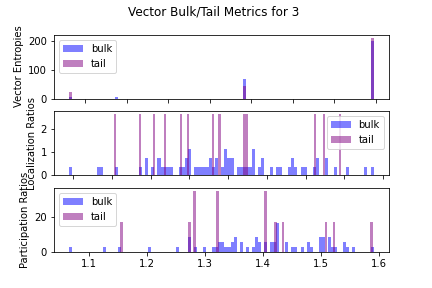 Vector Bulk/Tail Metrics for 3
Vector Entropies
200
100
0
bulk
tail
Localization Ratios
2
1
0
bulk
tail
Participation Ratios
20
0
bulk
tail
1.1 1.2 1.3 1.4 1.5 1.6